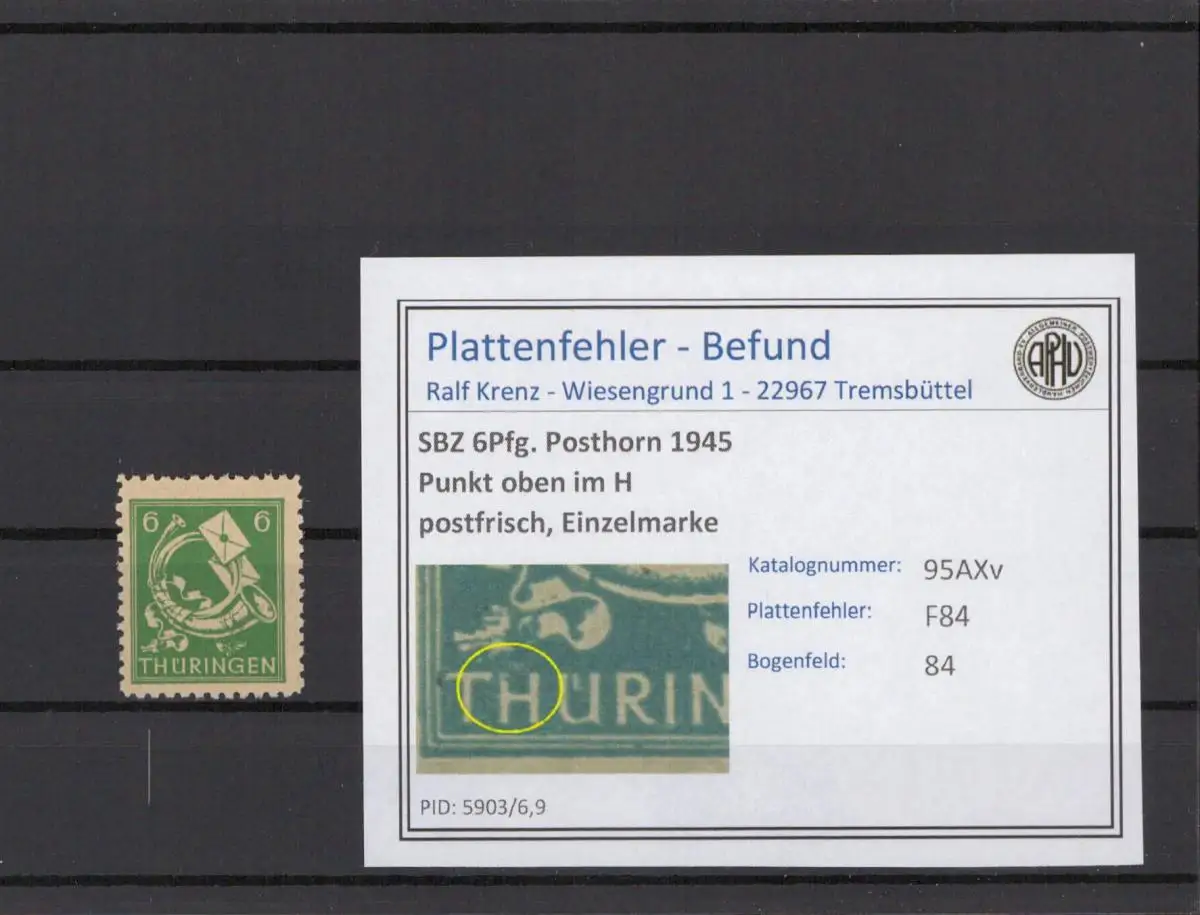 6 6
THÜRINGEN
Plattenfehler - Befund
Ralf Krenz - Wiesengrund 1 - 22967 Tremsbüttel
APHV
SBZ 6Pfg. Posthorn 1945
Punkt oben im H
postfrisch, Einzelmarke
THÜRIN
Katalognummer: 95AXv
Plattenfehler: F84
Bogenfeld: 84
PID: 5903/6,9